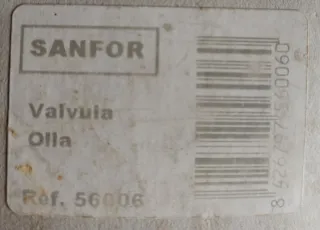 SANFOR
Valvula
Olla
Ref. 56006